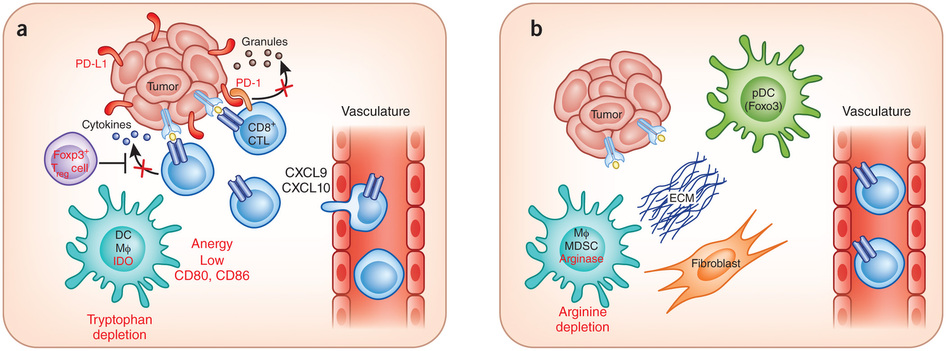 a
Granules
PD-L1
PD-1
Tumor
Cytokines
CD8⁺
CTL
Foxp3⁺
T reg cell
Vasculature
CXCL9
CXCL10
DC
Mϕ
IDO
Anergy
Low
CD80, CD86
Tryptophan
depletion
b
pDC
(Foxo3)
Tumor
Vasculature
ECM
Mϕ
MDSC
Arginase
Fibroblast
Arginine
depletion